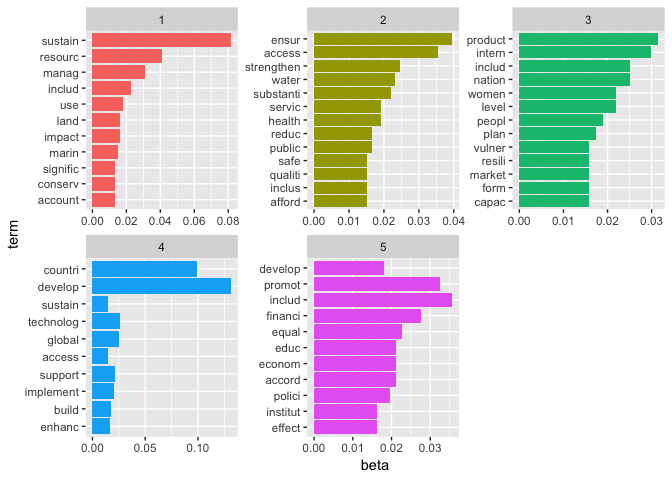 1
2
3
sustain
resourc
manag
includ
use
land
impact
marin
signific
conserv
account
0.00 0.02 0.04 0.06 0.08
ensur
access
strengthen
water
substanti
servic
health
reduc
public
safe
qualiti
inclus
afford
0.00 0.01 0.02 0.03 0.04
product
intern
includ
nation
women
level
peopl
plan
vulner
resili
market
form
capac
0.00 0.01 0.02 0.03
term
4
5
countri
develop
sustain
technolog
global
access
support
implement
build
enhanc
0.00 0.05 0.10
develop
promot
includ
financi
equal
educ
econom
accord
polici
institut
effect
0.00 0.01 0.02 0.03
beta